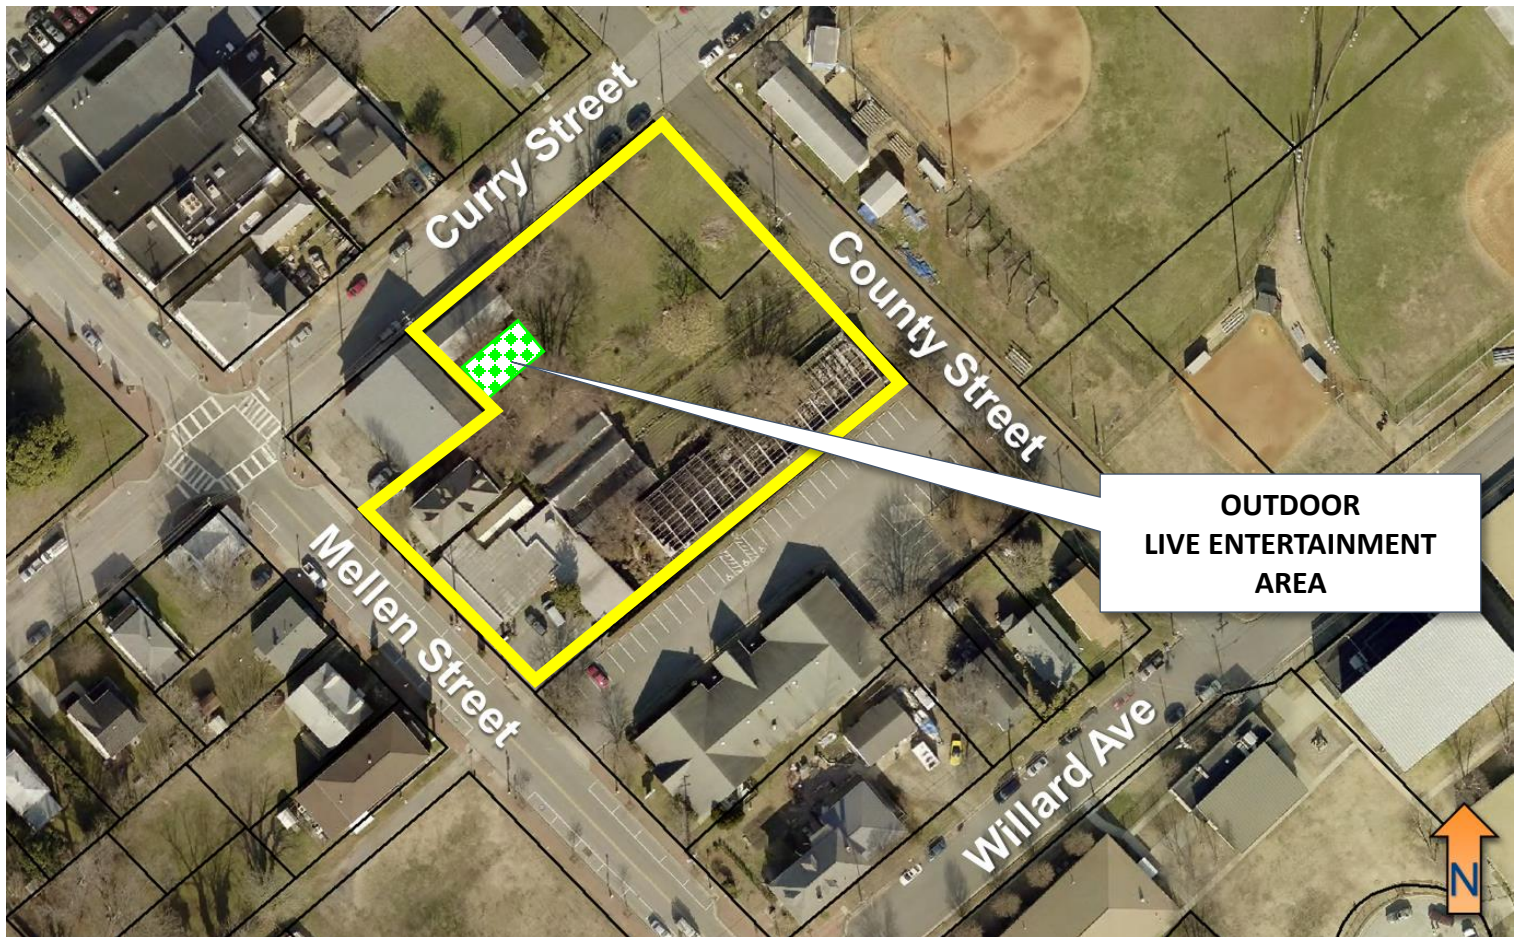 Curry Street
County Street
OUTDOOR
LIVE ENTERTAINMENT
AREA
Mellen Street
Willard Ave
N